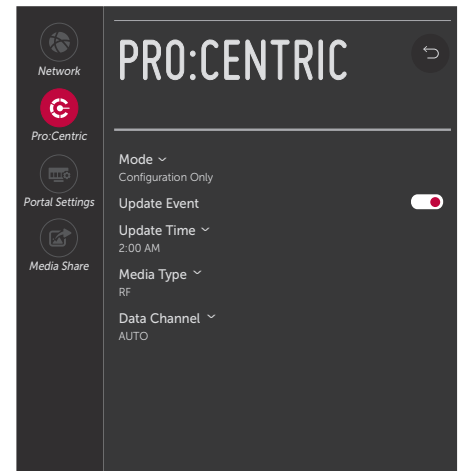 Network
Pro:Centric
Portal Settings
Media Share
PRO:CENTRIC
Mode
Configuration Only
Update Event
Update Time
2:00 AM
Media Type
RF
Data Channel
AUTO